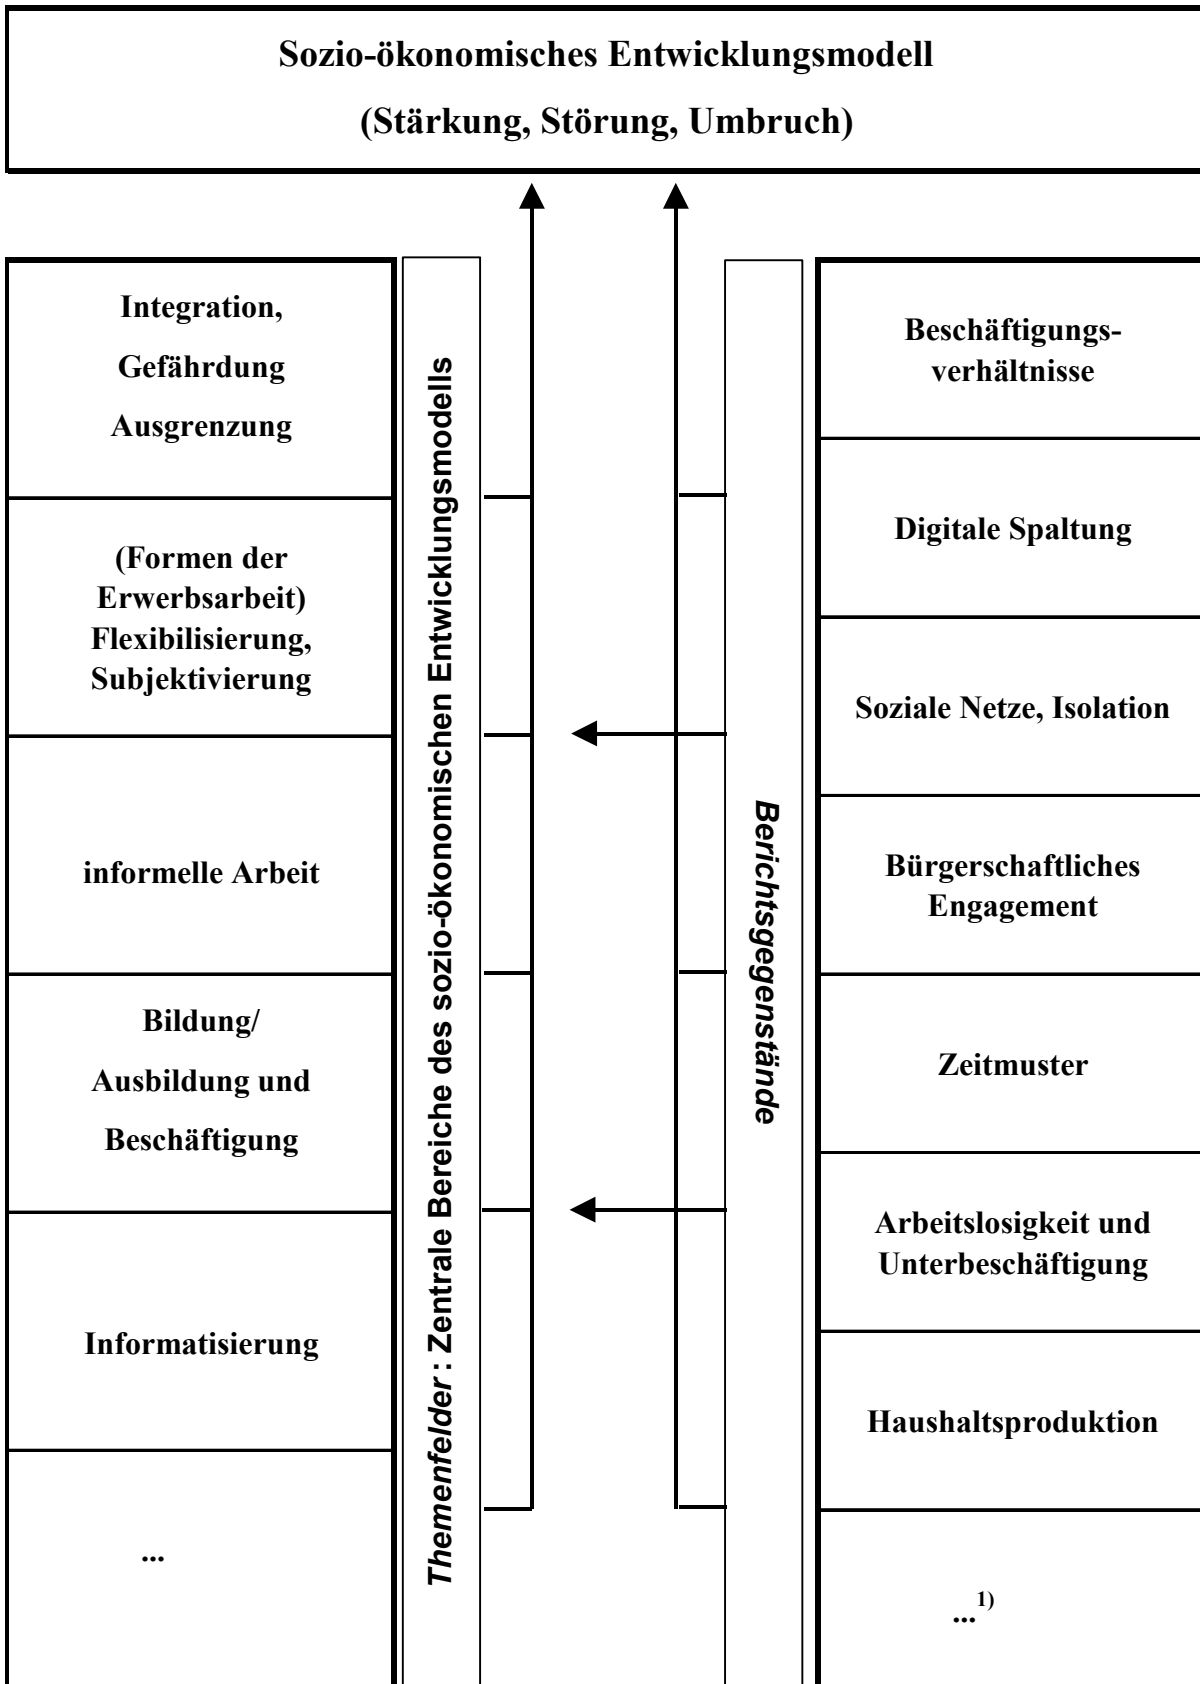 Sozio-ökonomisches Entwicklungsmodell
(Stärkung, Störung, Umbruch)
Integration,
Gefährdung
Ausgrenzung
(Formen der
Erwerbsarbeit)
Flexibilisierung,
Subjektivierung
informelle Arbeit
Bildung/
Ausbildung und
Beschäftigung
Informatisierung
...
Themenfelder : Zentrale Bereiche des sozio-ökonomischen Entwicklungsmodells
Berichtsgegenstände
Beschäftigungs-
verhältnisse
Digitale Spaltung
Soziale Netze, Isolation
Bürgerschaftliches
Engagement
Zeitmuster
Arbeitslosigkeit und
Unterbeschäftigung
Haushaltsproduktion
...1)